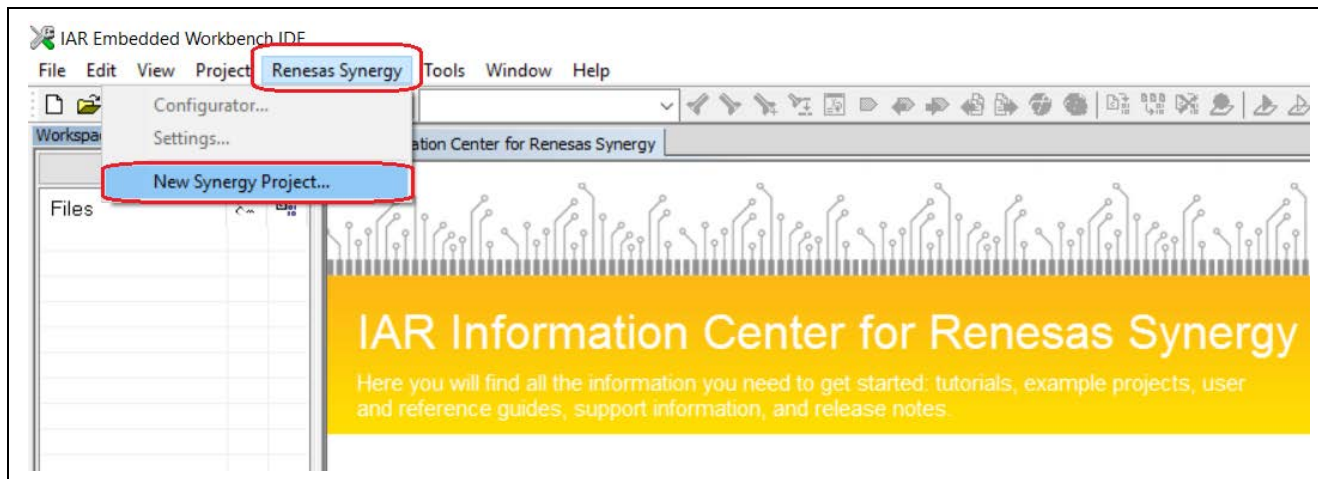 IAR Embedded Workbench IDE
File Edit View Project Renesas Synergy Tools Window Help
Configurator...
Settings...
New Synergy Project...
Workspa
ation Center for Renesas Synergy
Files
IAR Information Center for Renesas Synergy
Here you will find all the information you need to get started: tutorials, example projects, user
and reference guides, support information, and release notes.